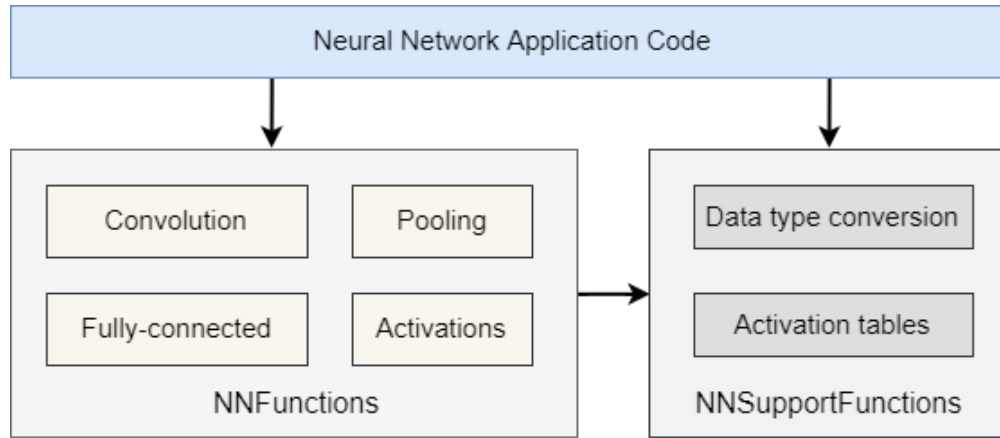 Neural Network Application Code
Convolution
Pooling
Fully-connected
Activations
NNFunctions
Data type conversion
Activation tables
NNSupportFunctions